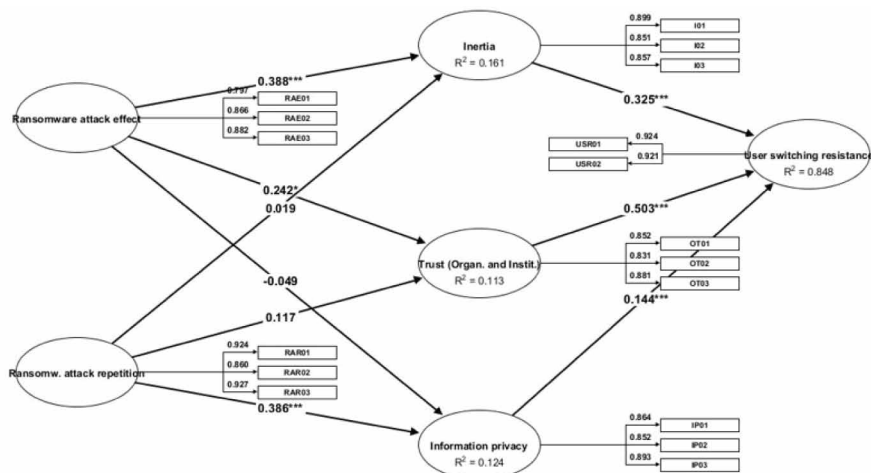 Inertia
R² = 0.161
0.899
I01
0.851
I02
0.857
I03
0.388***
0.325***
Ransomware attack effect
0.797
RAE01
0.866
RAE02
0.882
RAE03
USR01
0.924
USR02
0.921
User switching resistance
R² = 0.848
0.242*
0.019
0.503***
Trust (Organ. and Instit.)
R² = 0.113
0.852
OT01
0.831
OT02
0.881
OT03
-0.049
0.117
0.144***
Ransomw. attack repetition
0.924
RAR01
0.860
RAR02
0.927
RAR03
0.386***
Information privacy
R² = 0.124
0.864
IP01
0.852
IP02
0.893
IP03